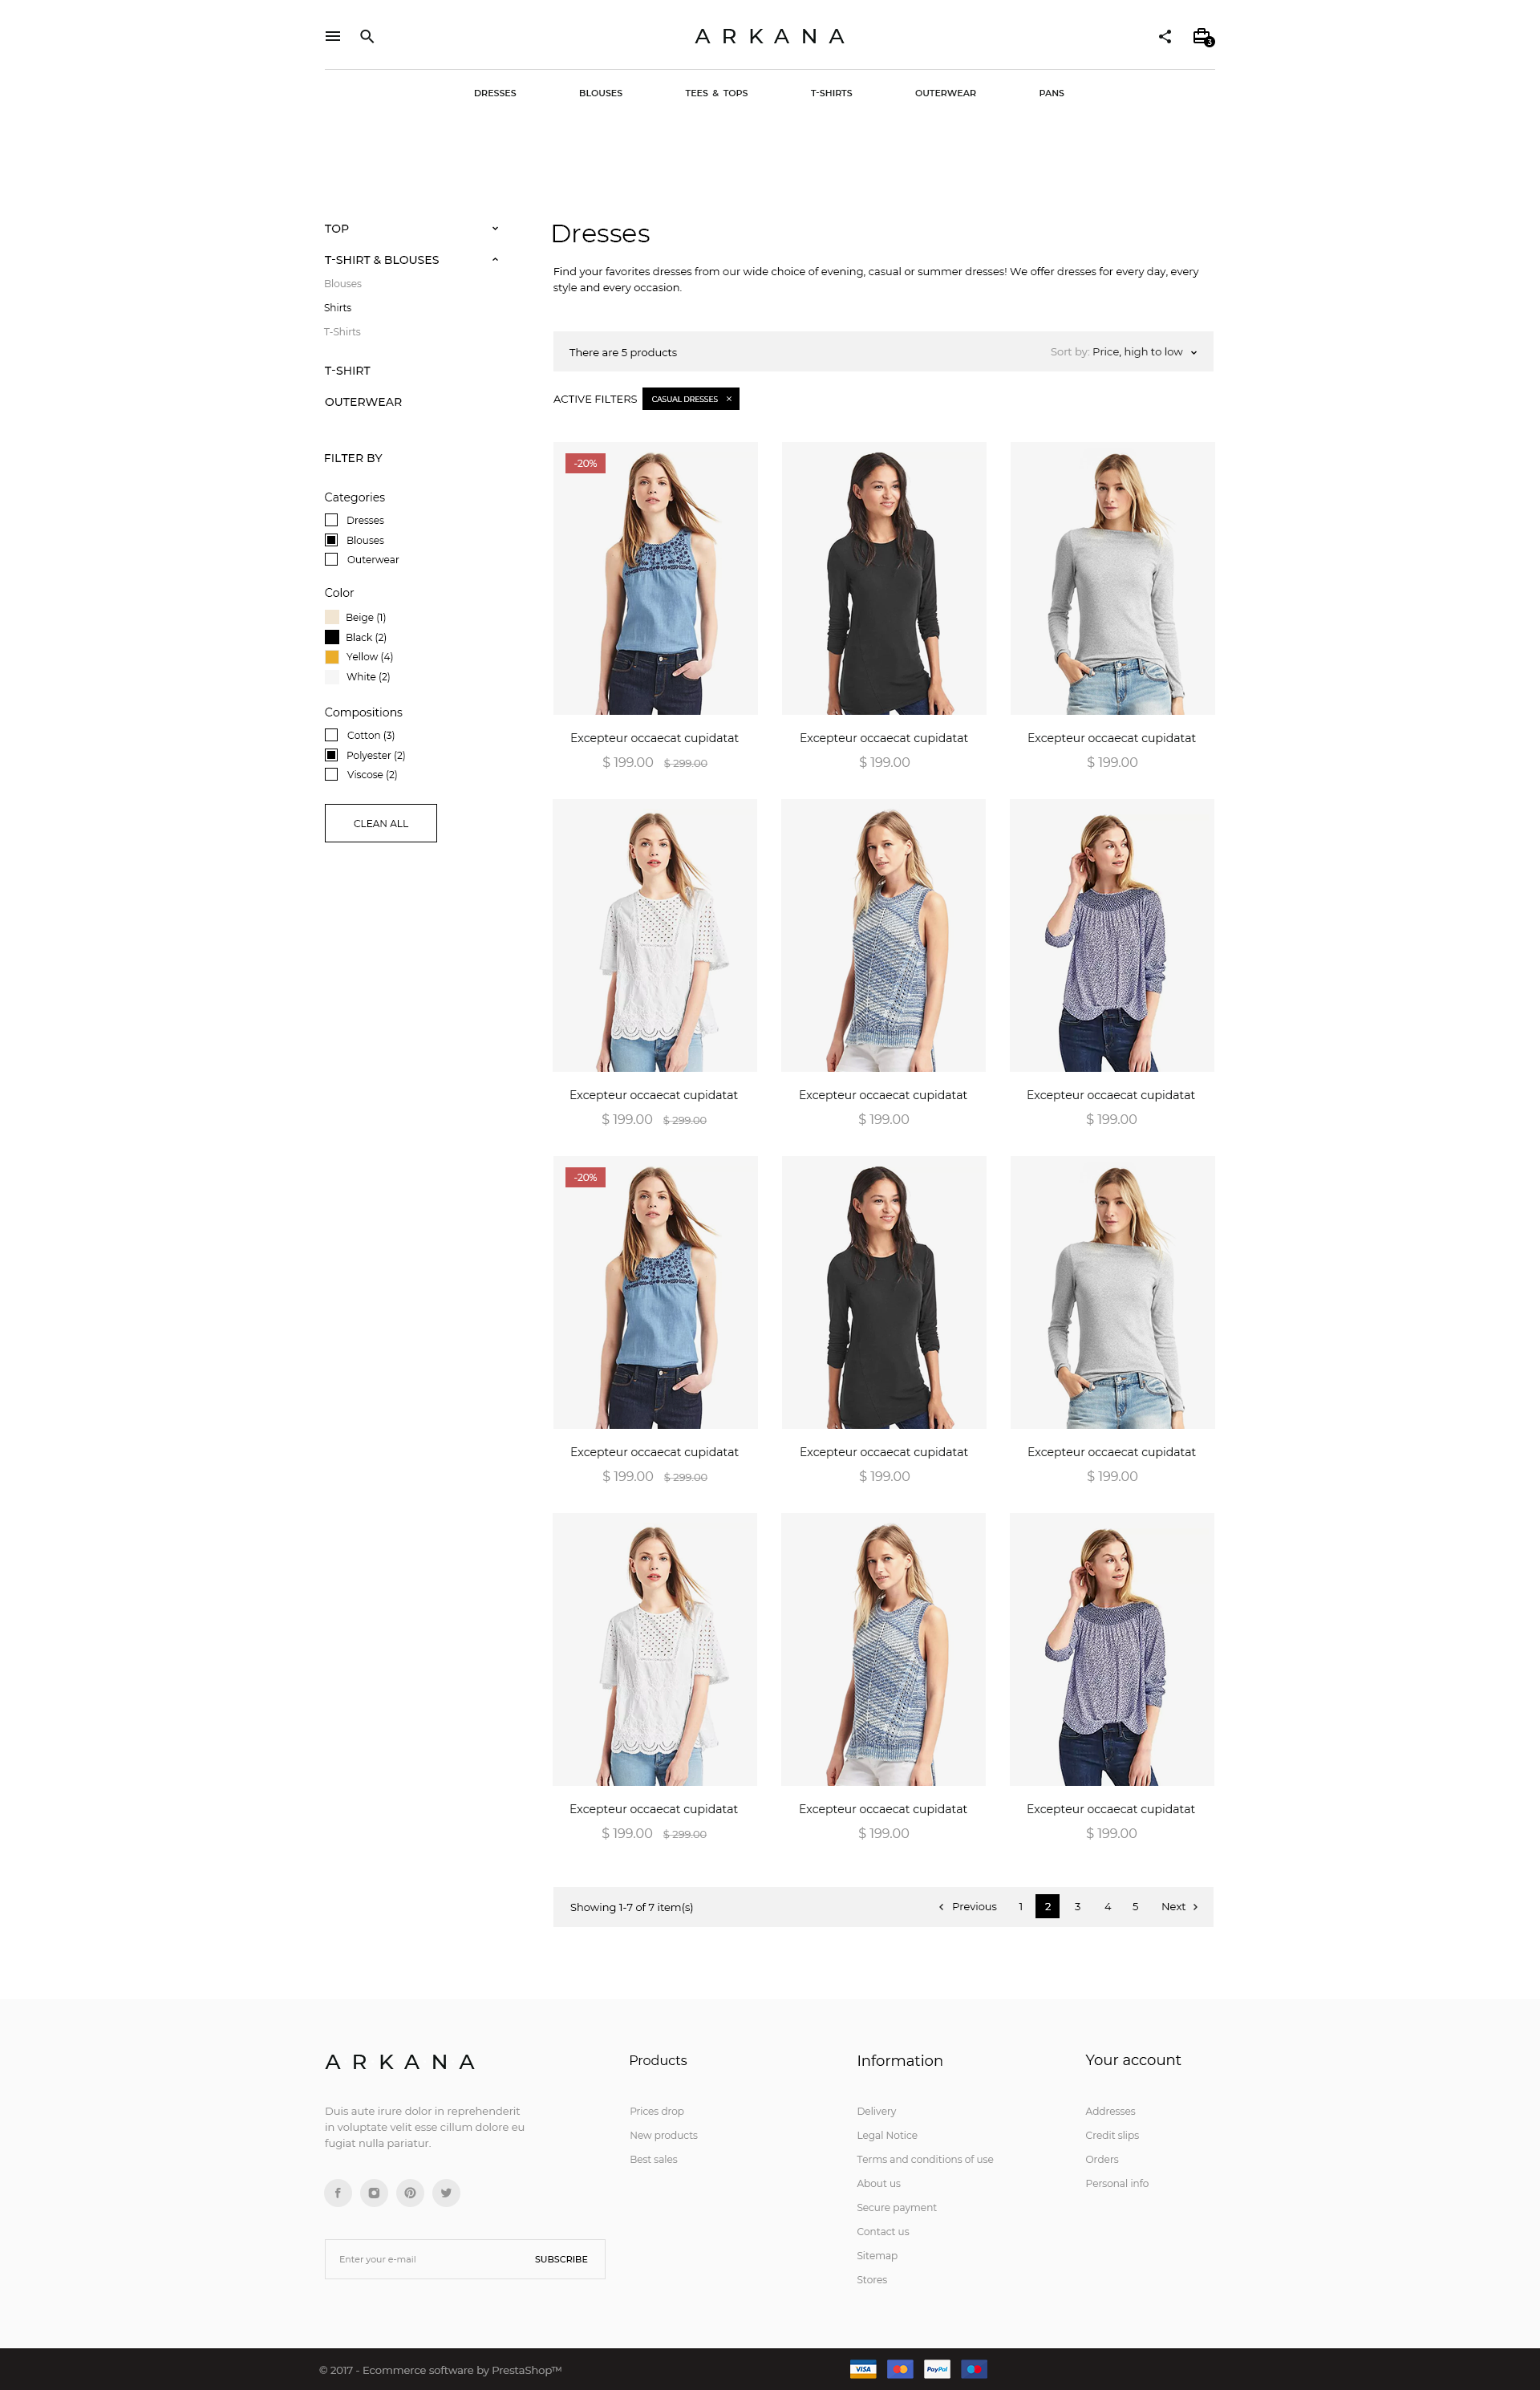 ARKANA
3
DRESSES BLOUSES TEES & TOPS T-SHIRTS OUTERWEAR PANS
TOP
T-SHIRT & BLOUSES
Blouses
Shirts
T-Shirts
T-SHIRT
OUTERWEAR
FILTER BY
Categories
Dresses
Blouses
Outerwear
Color
Beige (1)
Black (2)
Yellow (4)
White (2)
Compositions
Cotton (3)
Polyester (2)
Viscose (2)
CLEAN ALL
Dresses
Find your favorites dresses from our wide choice of evening, casual or summer dresses! We offer dresses for every day, every
style and every occasion.
There are 5 products
Sort by: Price, high to low
ACTIVE FILTERS CASUAL DRESSES ×
-20%
Excepteur occaecat cupidatat
$ 199.00 $ 299.00
Excepteur occaecat cupidatat
$ 199.00
Excepteur occaecat cupidatat
$ 199.00
Excepteur occaecat cupidatat
$ 199.00 $ 299.00
Excepteur occaecat cupidatat
$ 199.00
Excepteur occaecat cupidatat
$ 199.00
-20%
Excepteur occaecat cupidatat
$ 199.00 $ 299.00
Excepteur occaecat cupidatat
$ 199.00
Excepteur occaecat cupidatat
$ 199.00
Excepteur occaecat cupidatat
$ 199.00 $ 299.00
Excepteur occaecat cupidatat
$ 199.00
Excepteur occaecat cupidatat
$ 199.00
Showing 1-7 of 7 item(s)
Previous 1 2 3 4 5 Next
ARKANA
Duis aute irure dolor in reprehenderit
in voluptate velit esse cillum dolore eu
fugiat nulla pariatur.
Enter your e-mail SUBSCRIBE
Products
Prices drop
New products
Best sales
Information
Delivery
Legal Notice
Terms and conditions of use
About us
Secure payment
Contact us
Sitemap
Stores
Your account
Addresses
Credit slips
Orders
Personal info
© 2017 - Ecommerce software by PrestaShop™
VISA
PayPal